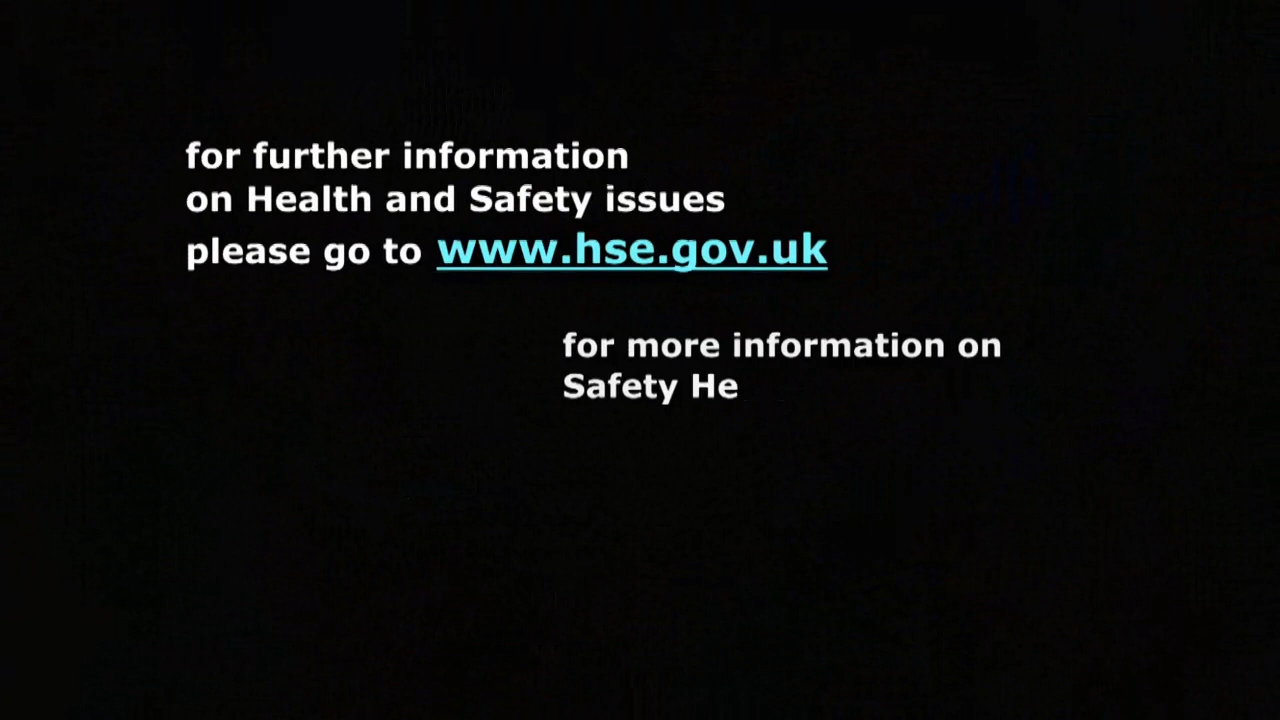 for further information
on Health and Safety issues
please go to www.hse.gov.uk
for more information on
Safety He